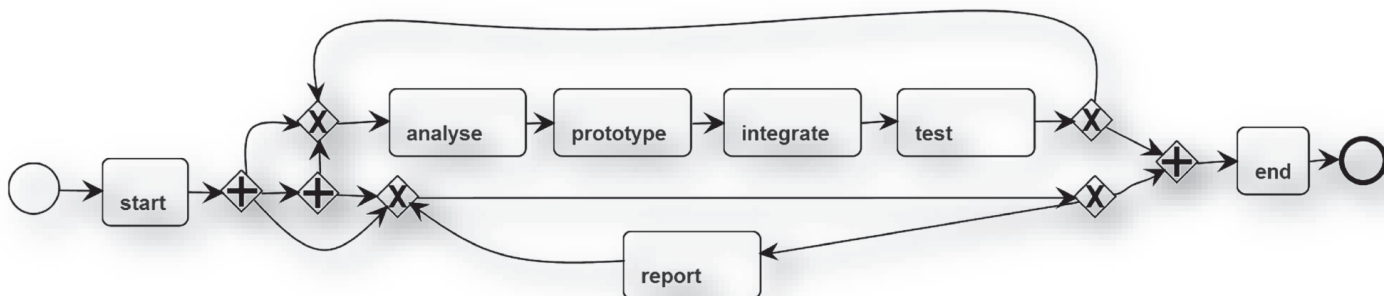 analyse
prototype
integrate
test
start
end
report